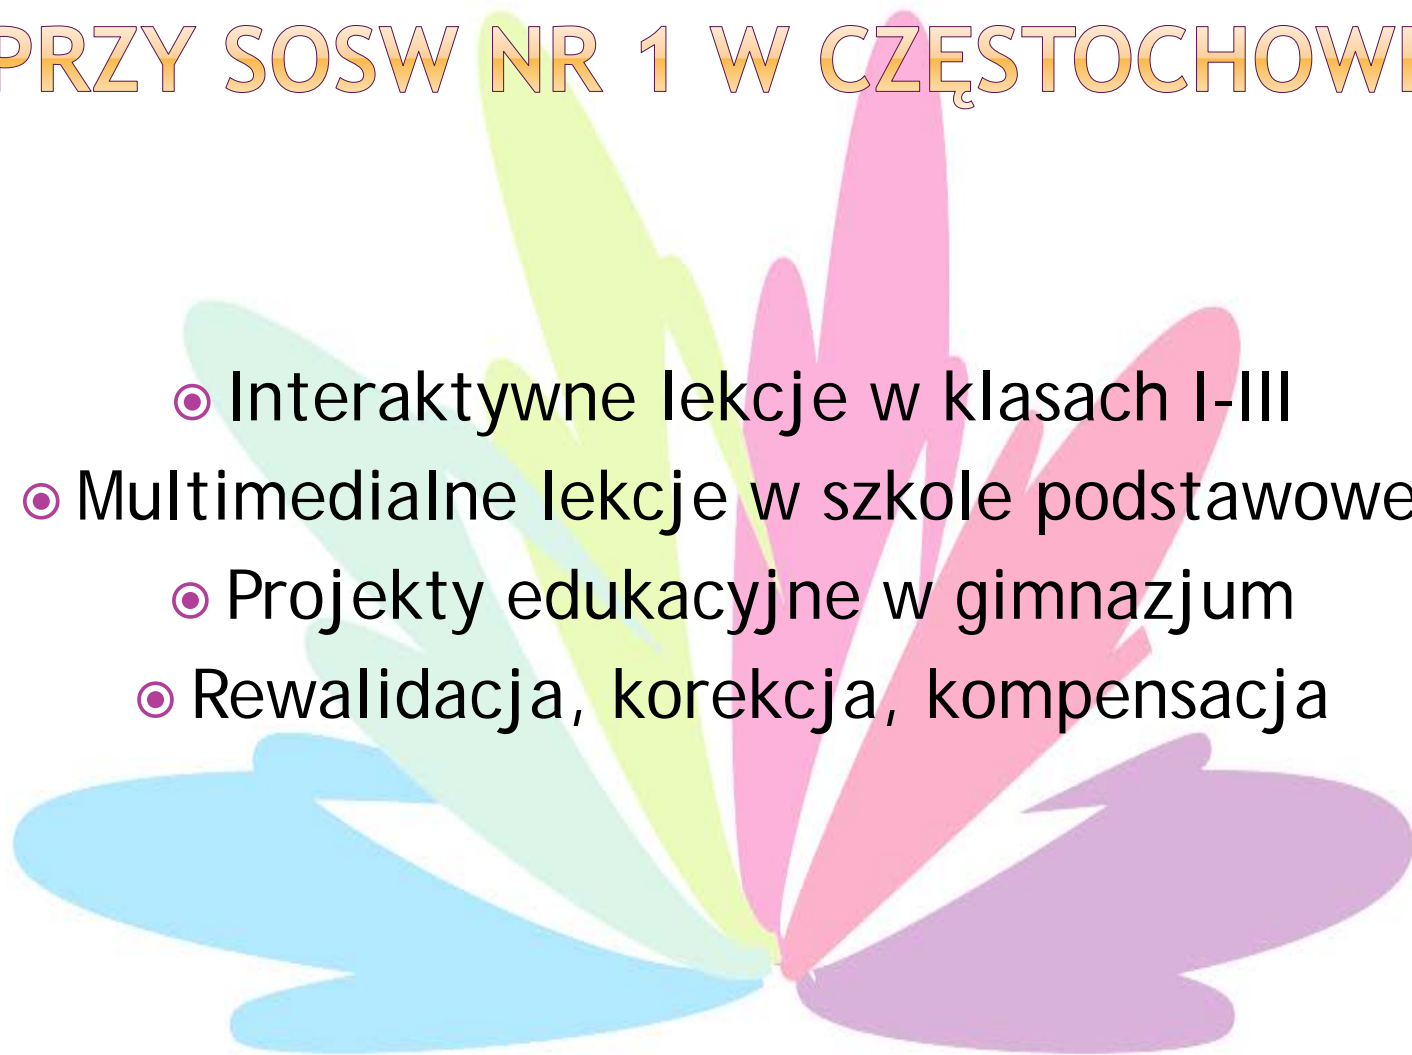 PRZY SOSW NR 1 W CZĘSTOCHOWI
Interaktywne lekcje w klasach I-III
Multimedialne lekcje w szkole podstawowe
Projekty edukacyjne w gimnazjum
Rewalidacja, korekcja, kompensacja